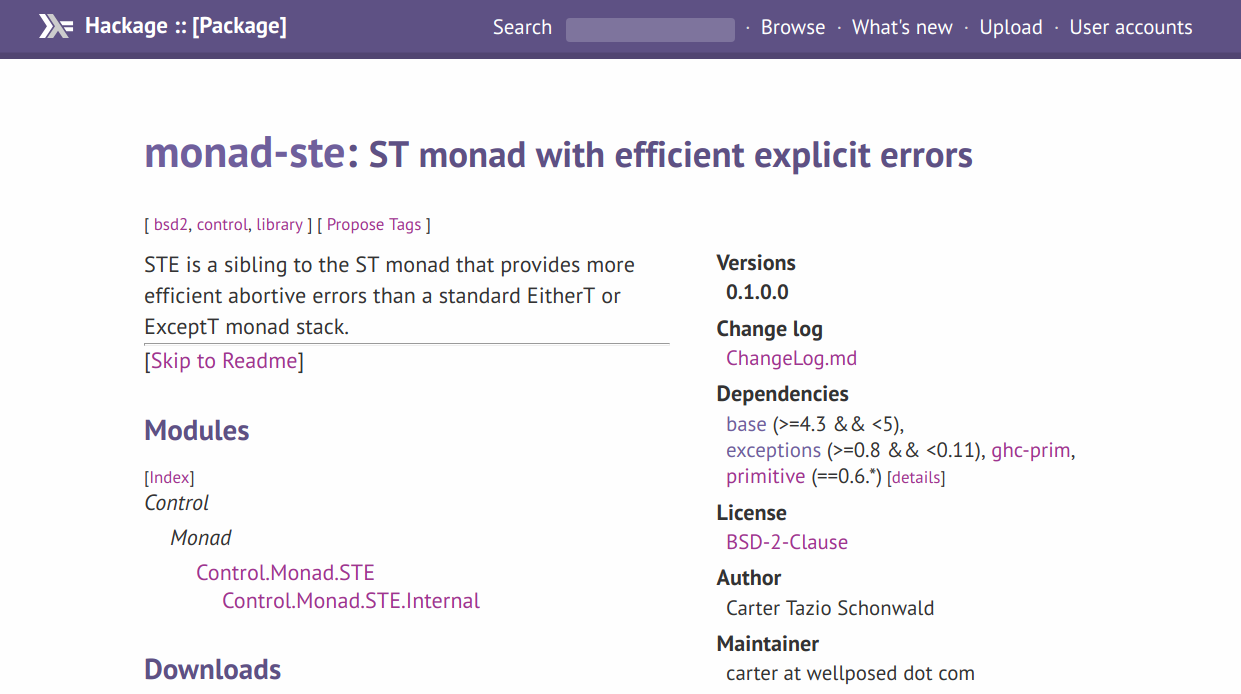 Hackage :: [Package]
Search · Browse · What's new · Upload · User accounts
monad-ste: ST monad with efficient explicit errors
[ bsd2, control, library ] [ Propose Tags ]
STE is a sibling to the ST monad that provides more
efficient abortive errors than a standard EitherT or
ExceptT monad stack.
[Skip to Readme]
Modules
[Index]
Control
Monad
Control.Monad.STE
Control.Monad.STE.Internal
Downloads
Versions
0.1.0.0
Change log
ChangeLog.md
Dependencies
base (>=4.3 && <5),
exceptions (>=0.8 && <0.11), ghc-prim,
primitive (==0.6.*) [details]
License
BSD-2-Clause
Author
Carter Tazio Schonwald
Maintainer
carter at wellposed dot com